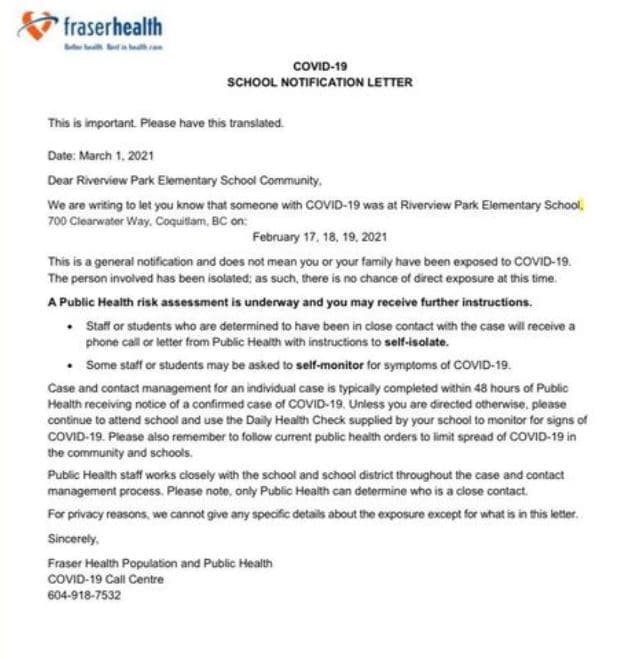 fraserhealth
Better health. Best in health care.
COVID-19
SCHOOL NOTIFICATION LETTER
This is important. Please have this translated.
Date: March 1, 2021
Dear Riverview Park Elementary School Community,
We are writing to let you know that someone with COVID-19 was at Riverview Park Elementary School,
700 Clearwater Way, Coquitlam, BC on:
February 17, 18, 19, 2021
This is a general notification and does not mean you or your family have been exposed to COVID-19.
The person involved has been isolated; as such, there is no chance of direct exposure at this time.
A Public Health risk assessment is underway and you may receive further instructions.
• Staff or students who are determined to have been in close contact with the case will receive a
phone call or letter from Public Health with instructions to self-isolate.
• Some staff or students may be asked to self-monitor for symptoms of COVID-19.
Case and contact management for an individual case is typically completed within 48 hours of Public
Health receiving notice of a confirmed case of COVID-19. Unless you are directed otherwise, please
continue to attend school and use the Daily Health Check supplied by your school to monitor for signs of
COVID-19. Please also remember to follow current public health orders to limit spread of COVID-19 in
the community and schools.
Public Health staff works closely with the school and school district throughout the case and contact
management process. Please note, only Public Health can determine who is a close contact.
For privacy reasons, we cannot give any specific details about the exposure except for what is in this letter.
Sincerely,
Fraser Health Population and Public Health
COVID-19 Call Centre
604-918-7532